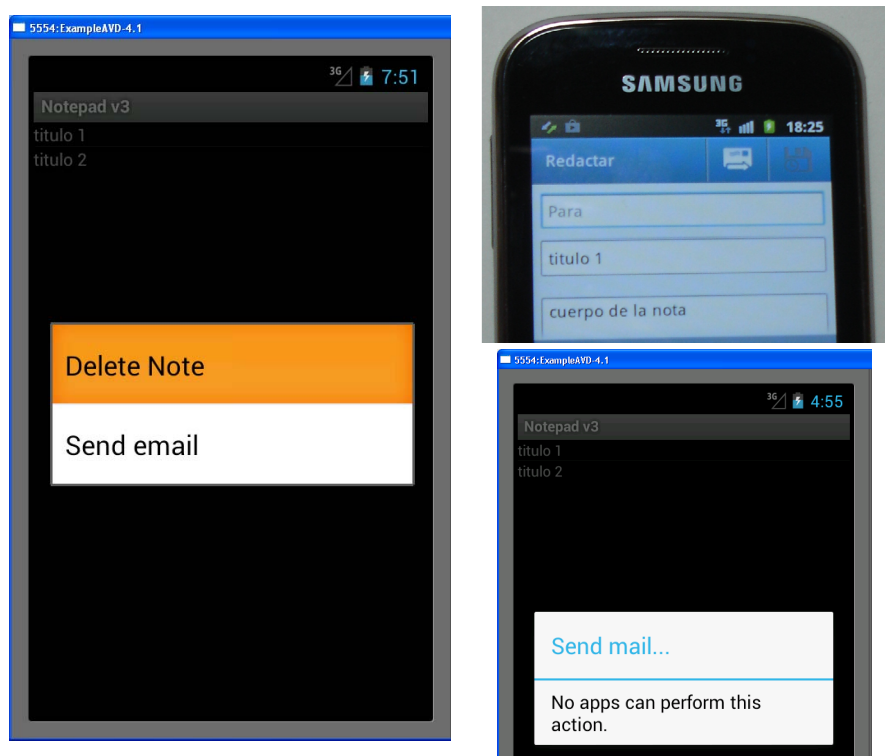 5554:ExampleAVD-4.1
3G 7:51
Notepad v3
titulo 1
titulo 2
Delete Note
Send email
SAMSUNG
3G 18:25
Redactar
Para
titulo 1
cuerpo de la nota
5554:ExampleAVD-4.1
3G 4:55
Notepad v3
titulo 1
titulo 2
Send mail...
No apps can perform this
action.